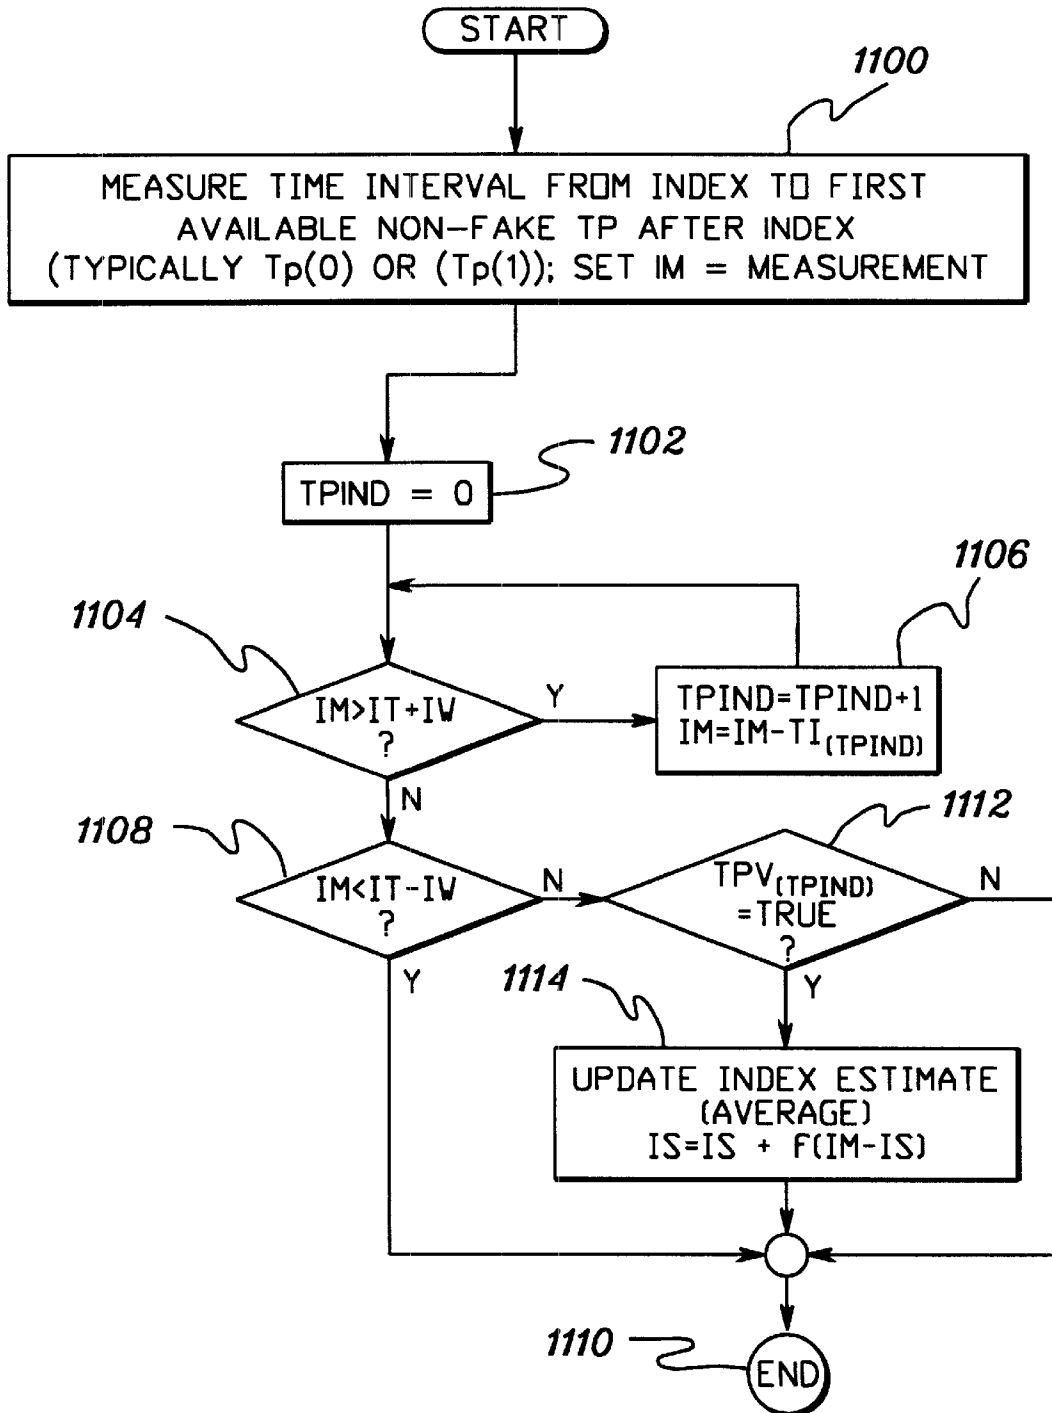 START
1100
MEASURE TIME INTERVAL FROM INDEX TO FIRST
AVAILABLE NON-FAKE TP AFTER INDEX
(TYPICALLY Tp(0) OR (Tp(1)); SET IM = MEASUREMENT
1102
TPIND = 0
1106
1104
IM>IT+IW
?
Y
TPIND=TPIND+1
IM=IM-TI(TPIND)
N
1108
1112
IM<IT-IW
?
N
TPV(TPIND)
=TRUE
?
N
Y
Y
1114
UPDATE INDEX ESTIMATE
(AVERAGE)
IS=IS + F(IM-IS)
1110
END